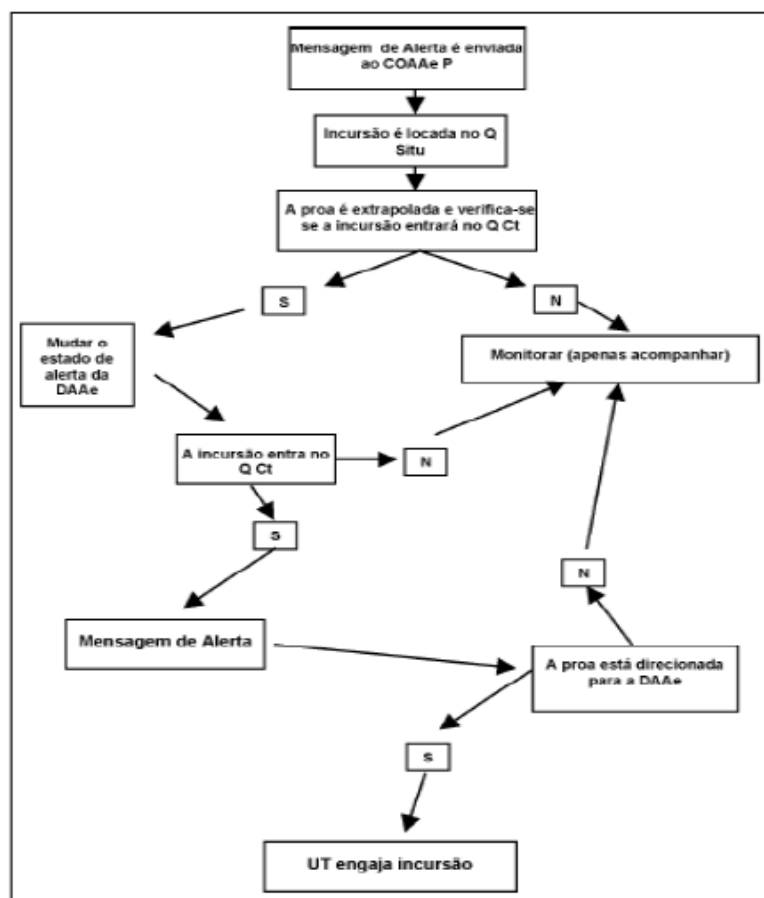 Mensagem de Alerta é enviada
ao COAAe P
Incursão é locada no Q
Situ
A proa é extrapolada e verifica-se
se a incursão entrará no Q Ct
S
N
Mudar o
estado de
alerta da
DAAe
Monitorar (apenas acompanhar)
A incursão entra no
Q Ct
N
S
N
Mensagem de Alerta
A proa está direcionada
para a DAAe
s
UT engaja incursão